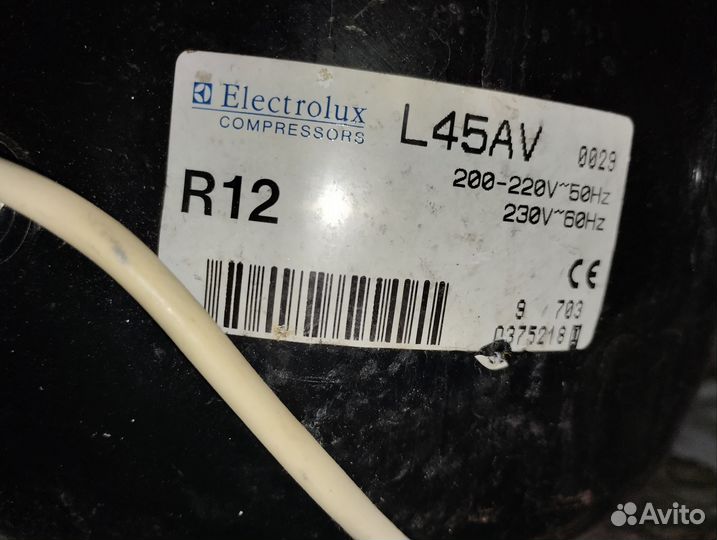 Electrolux
COMPRESSORS
L45AV 0029
R12
200-220V~50Hz
230V~60Hz
CE
9 703
0375218
Avito